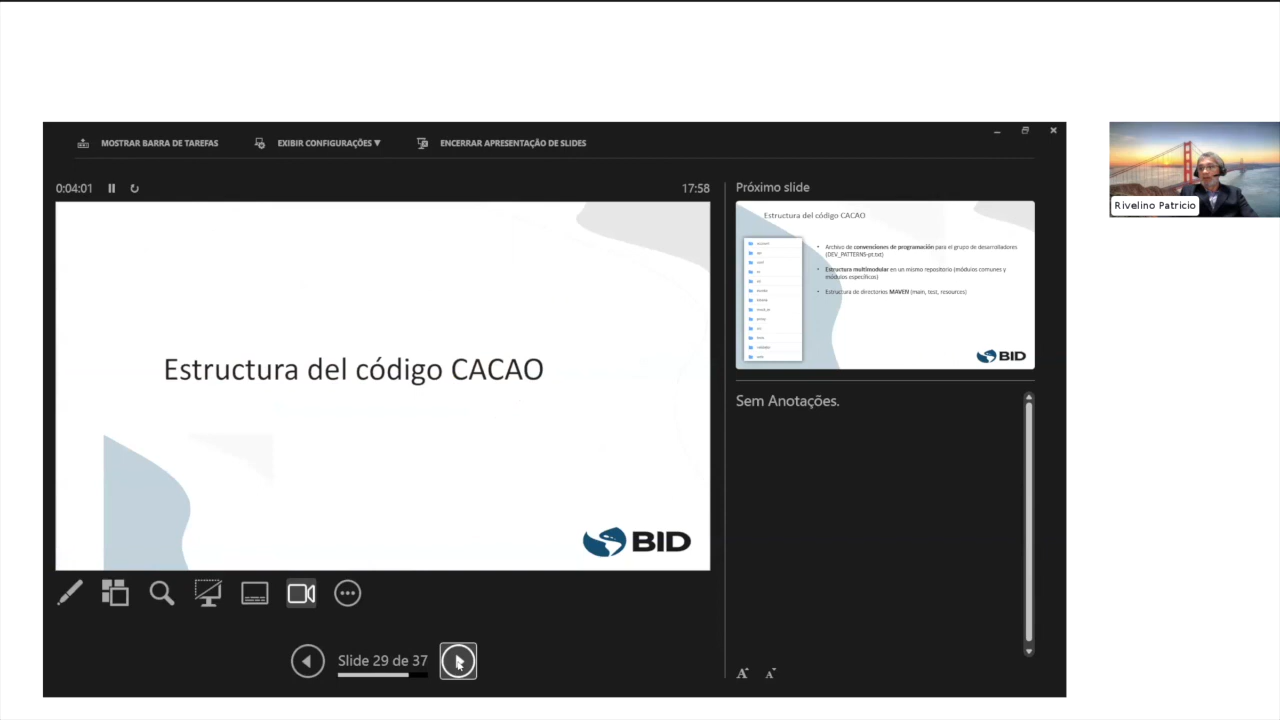 MOSTRAR BARRA DE TAREFAS
EXIBIR CONFIGURAÇÕES ▼
ENCERRAR APRESENTAÇÃO DE SLIDES
0:04:01
17:58
Próximo slide
Estructura del código CACAO
BID
Estructura del código CACAO
• Archivo de convenciones de programación para el grupo de desarrolladores
(DEV_PATTERNS-pt.txt)
• Estructura multimodular en un mismo repositorio (módulos comunes y
módulos específicos)
• Estructura de directorios MAVEN (main, test, resources)
BID
Sem Anotações.
Slide 29 de 37
Rivelino Patricio